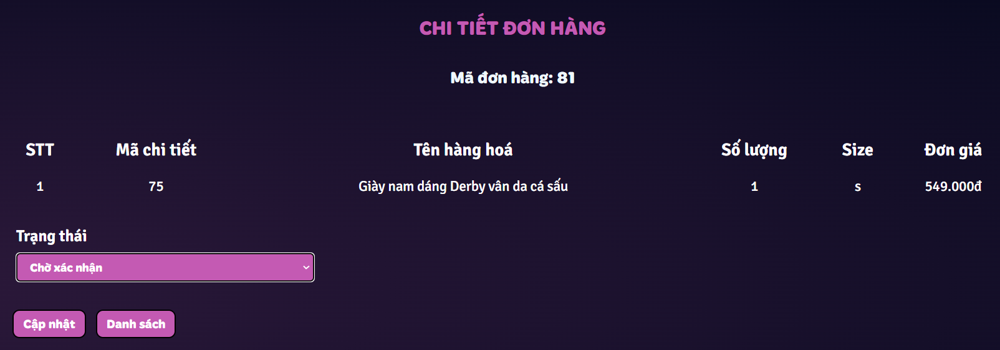 CHI TIẾT ĐƠN HÀNG
Mã đơn hàng: 81
STT Mã chi tiết Tên hàng hoá Số lượng Size Đơn giá
1 75 Giày nam dáng Derby vân da cá sấu 1 s 549.000đ
Trạng thái
Chờ xác nhận
Cập nhật Danh sách